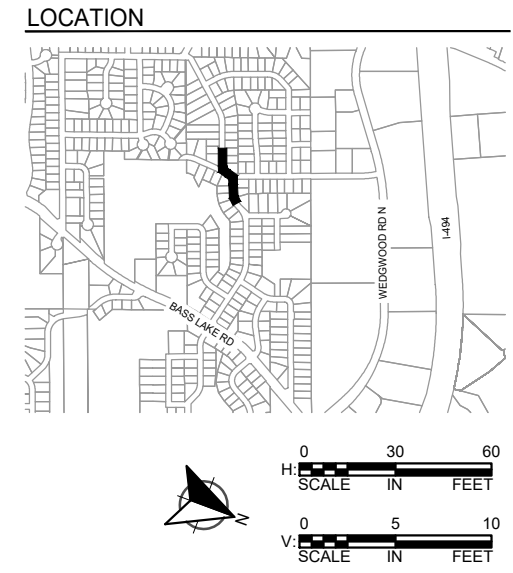 LOCATION
WEDGWOOD RD N
I-494
BASS LAKE RD
N
0 30 60
H:
SCALE IN FEET
0 5 10
V:
SCALE IN FEET